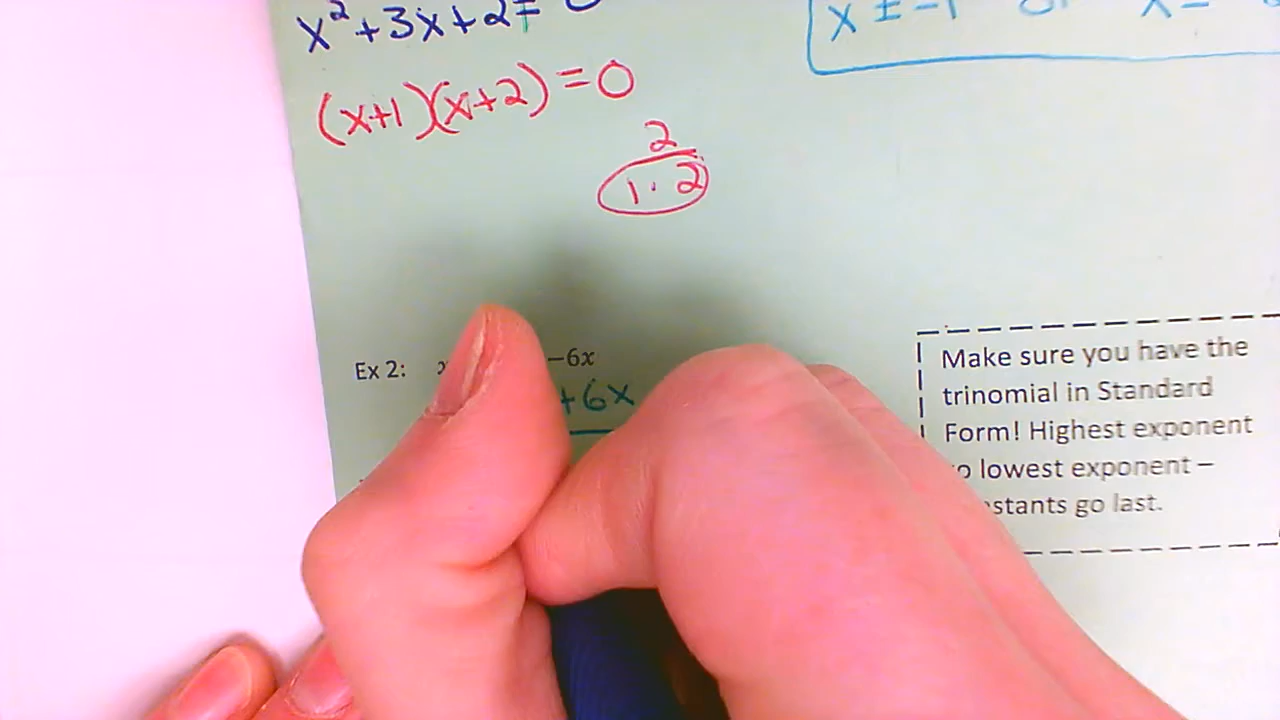 x² + 3x + 2 =
(x+1)(x+2) = 0
2
1 · 2
x = -1 or x =
Ex 2: -6x
+6x
Make sure you have the
trinomial in Standard
Form! Highest exponent
lowest exponent –
go last.